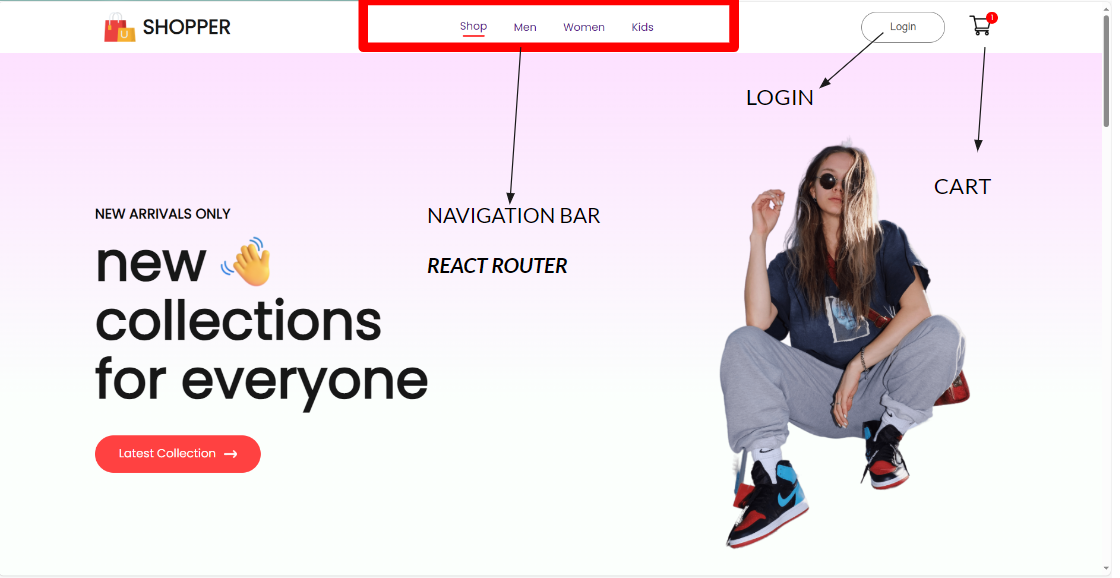 SHOPPER
Shop Men Women Kids
Login
1
LOGIN
CART
NEW ARRIVALS ONLY
NAVIGATION BAR
REACT ROUTER
new
collections
for everyone
Latest Collection